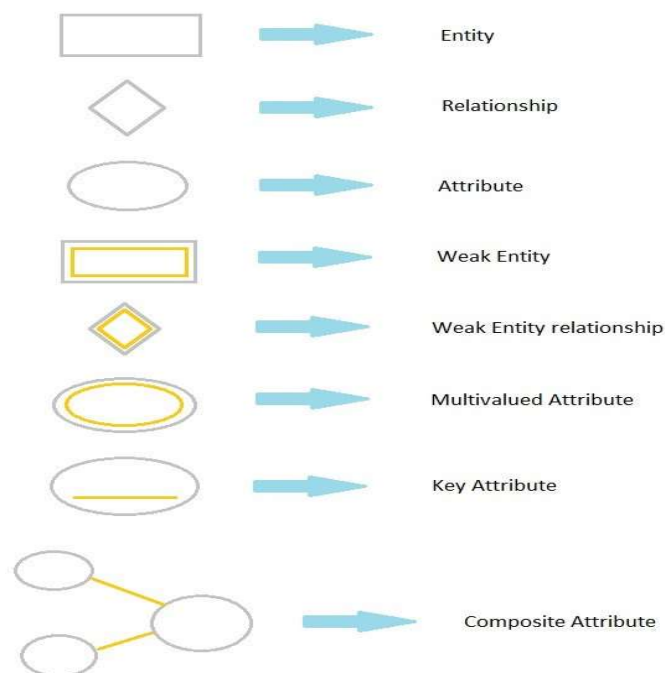 Entity
Relationship
Attribute
Weak Entity
Weak Entity relationship
Multivalued Attribute
Key Attribute
Composite Attribute